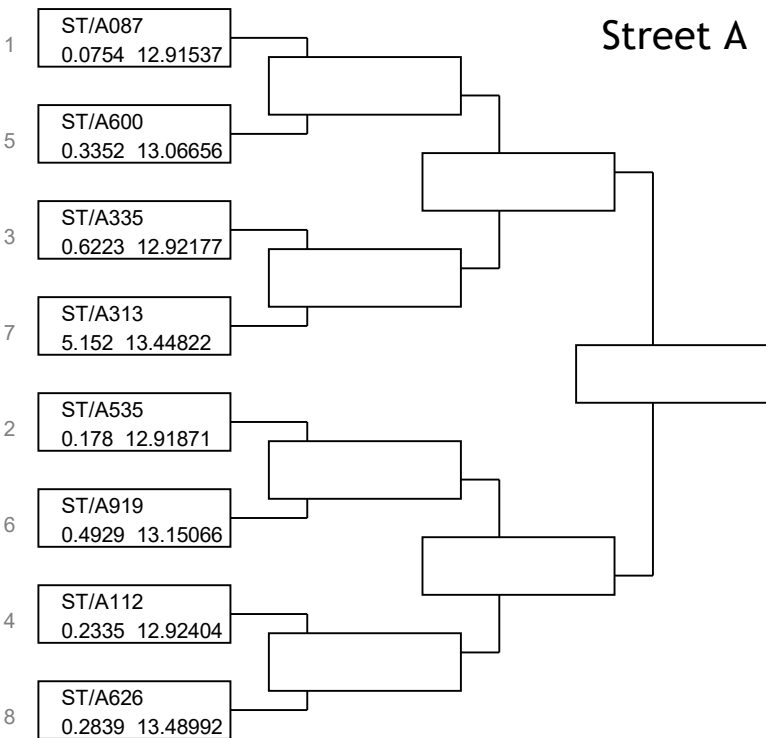 Street A
1
ST/A087
0.0754 12.91537
5
ST/A600
0.3352 13.06656
3
ST/A335
0.6223 12.92177
7
ST/A313
5.152 13.44822
2
ST/A535
0.178 12.91871
6
ST/A919
0.4929 13.15066
4
ST/A112
0.2335 12.92404
8
ST/A626
0.2839 13.48992